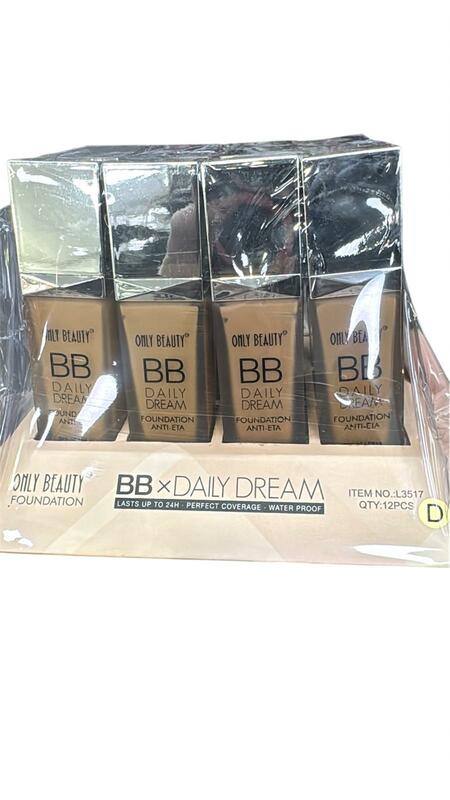 ONLY BEAUTY
BB
DAILY
DREAM
FOUNDATION
ANTI-ETA
ONLY BEAUTY
BB
DAILY
DREAM
FOUNDATION
ANTI-ETA
ONLY BEAUTY
BB
DAILY
DREAM
FOUNDATION
ANTI-ETA
ONLY BEAUTY
BB
DAILY
DREAM
FOUNDATION
ANTI-ETA
ONLY BEAUTY
FOUNDATION
BB × DAILY DREAM
LASTS UP TO 24H · PERFECT COVERAGE · WATER PROOF
ITEM NO.:L3517
QTY:12PCS
D